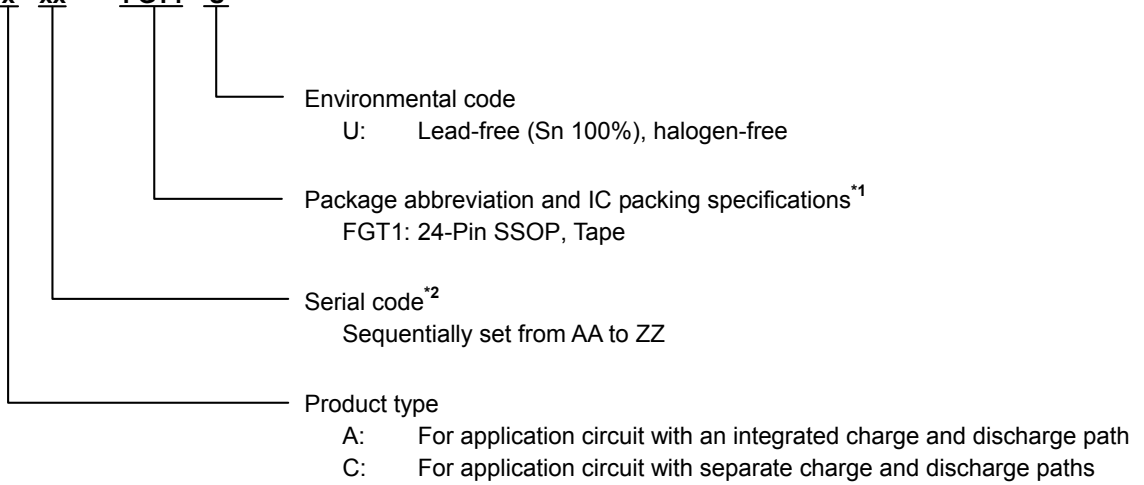 x xx FGT1 U
Environmental code
U: Lead-free (Sn 100%), halogen-free
Package abbreviation and IC packing specifications*1
FGT1: 24-Pin SSOP, Tape
Serial code*2
Sequentially set from AA to ZZ
Product type
A: For application circuit with an integrated charge and discharge path
C: For application circuit with separate charge and discharge paths